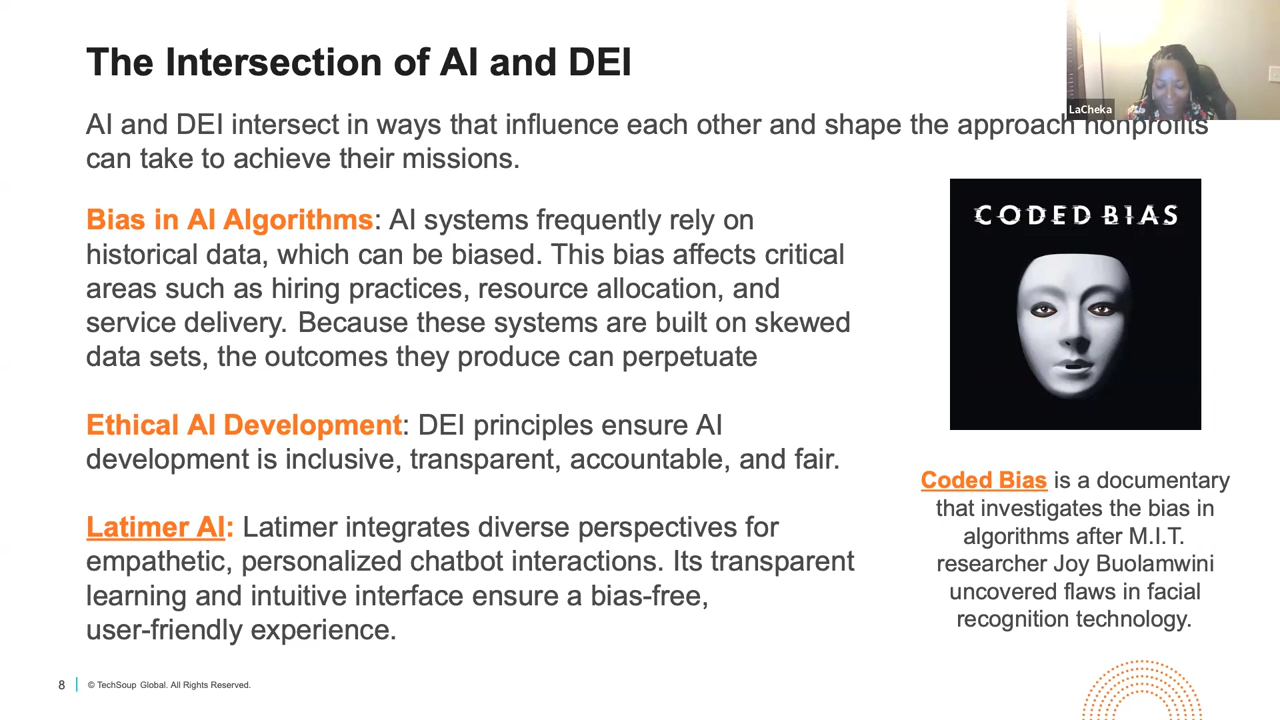 The Intersection of AI and DEI
LaCheka
AI and DEI intersect in ways that influence each other and shape the approach nonprofits
can take to achieve their missions.
Bias in AI Algorithms: AI systems frequently rely on
historical data, which can be biased. This bias affects critical
areas such as hiring practices, resource allocation, and
service delivery. Because these systems are built on skewed
data sets, the outcomes they produce can perpetuate
Ethical AI Development: DEI principles ensure AI
development is inclusive, transparent, accountable, and fair.
Latimer AI: Latimer integrates diverse perspectives for
empathetic, personalized chatbot interactions. Its transparent
learning and intuitive interface ensure a bias-free,
user-friendly experience.
CODED BIAS
Coded Bias is a documentary
that investigates the bias in
algorithms after M.I.T.
researcher Joy Buolamwini
uncovered flaws in facial
recognition technology.
8 | © TechSoup Global. All Rights Reserved.